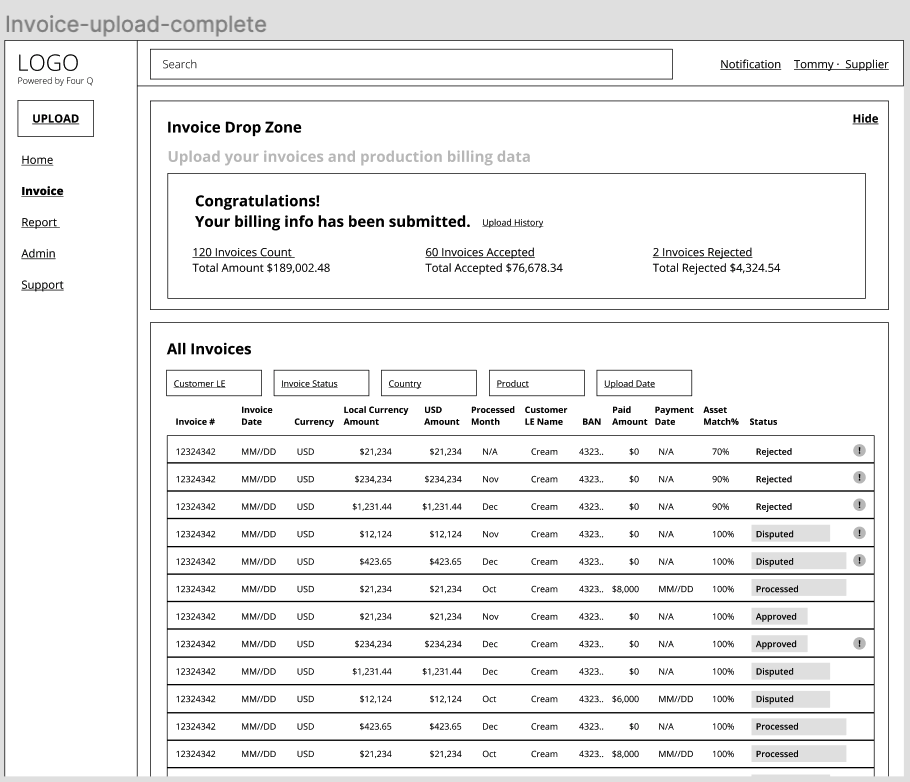 Invoice-upload-complete
LOGO
Powered by Four Q
Search
Notification Tommy · Supplier
UPLOAD
Home
Invoice
Report
Admin
Support
Invoice Drop Zone
Hide
Upload your invoices and production billing data
Congratulations!
Your billing info has been submitted. Upload History
120 Invoices Count 60 Invoices Accepted 2 Invoices Rejected
Total Amount $189,002.48 Total Accepted $76,678.34 Total Rejected $4,324.54
All Invoices
Customer LE Invoice Status Country Product Upload Date
Invoice # Invoice Date Currency Local Currency Amount USD Amount Processed Month Customer LE Name BAN Paid Amount Payment Date Asset Match% Status
12324342 MM//DD USD $21,234 $21,234 N/A Cream 4323.. $0 N/A 70% Rejected !
12324342 MM//DD USD $234,234 $234,234 Nov Cream 4323.. $0 N/A 90% Rejected !
12324342 MM//DD USD $1,231.44 $1,231.44 Dec Cream 4323.. $0 N/A 90% Rejected !
12324342 MM//DD USD $12,124 $12,124 Nov Cream 4323.. $0 N/A 100% Disputed !
12324342 MM//DD USD $423.65 $423.65 Dec Cream 4323.. $0 N/A 100% Disputed !
12324342 MM//DD USD $21,234 $21,234 Oct Cream 4323.. $8,000 MM//DD 100% Processed
12324342 MM//DD USD $21,234 $21,234 Nov Cream 4323.. $0 N/A 100% Approved
12324342 MM//DD USD $234,234 $234,234 Dec Cream 4323.. $0 N/A 100% Approved !
12324342 MM//DD USD $1,231.44 $1,231.44 Dec Cream 4323.. $0 N/A 100% Disputed
12324342 MM//DD USD $12,124 $12,124 Oct Cream 4323.. $6,000 MM//DD 100% Disputed
12324342 MM//DD USD $423.65 $423.65 Dec Cream 4323.. $0 N/A 100% Processed
12324342 MM//DD USD $21,234 $21,234 Oct Cream 4323.. $8,000 MM//DD 100% Processed